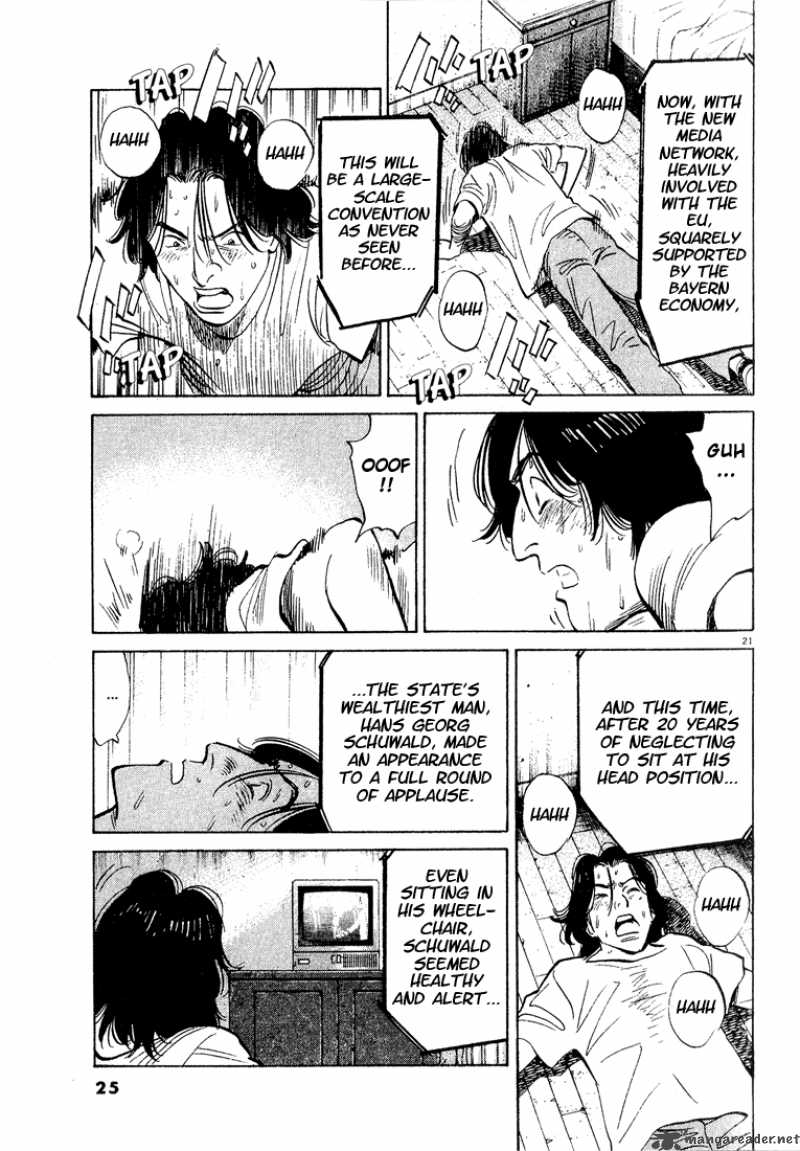 TAP
HAHH
NOW, WITH
THE NEW
MEDIA
NETWORK,
HEAVILY
INVOLVED
WITH THE
EU,
SQUARELY
SUPPORTED
BY THE
BAYERN
ECONOMY,
HAHH
TAP
TAP
HAHH
HAHH
THIS WILL
BE A LARGE-
SCALE
CONVENTION
AS NEVER
SEEN
BEFORE...
TAP
GUH
...
OOOF
!!
21
AND THIS TIME,
AFTER 20 YEARS
OF NEGLECTING
TO SIT AT HIS
HEAD POSITION...
HAHH
HAHH
HAHH
...THE STATE'S
WEALTHIEST MAN,
HANS GEORG
SCHUWALD, MADE
AN APPEARANCE
TO A FULL ROUND
OF APPLAUSE.
...
EVEN
SITTING IN
HIS WHEEL-
CHAIR,
SCHUWALD
SEEMED
HEALTHY
AND ALERT...
25
mangareader.net